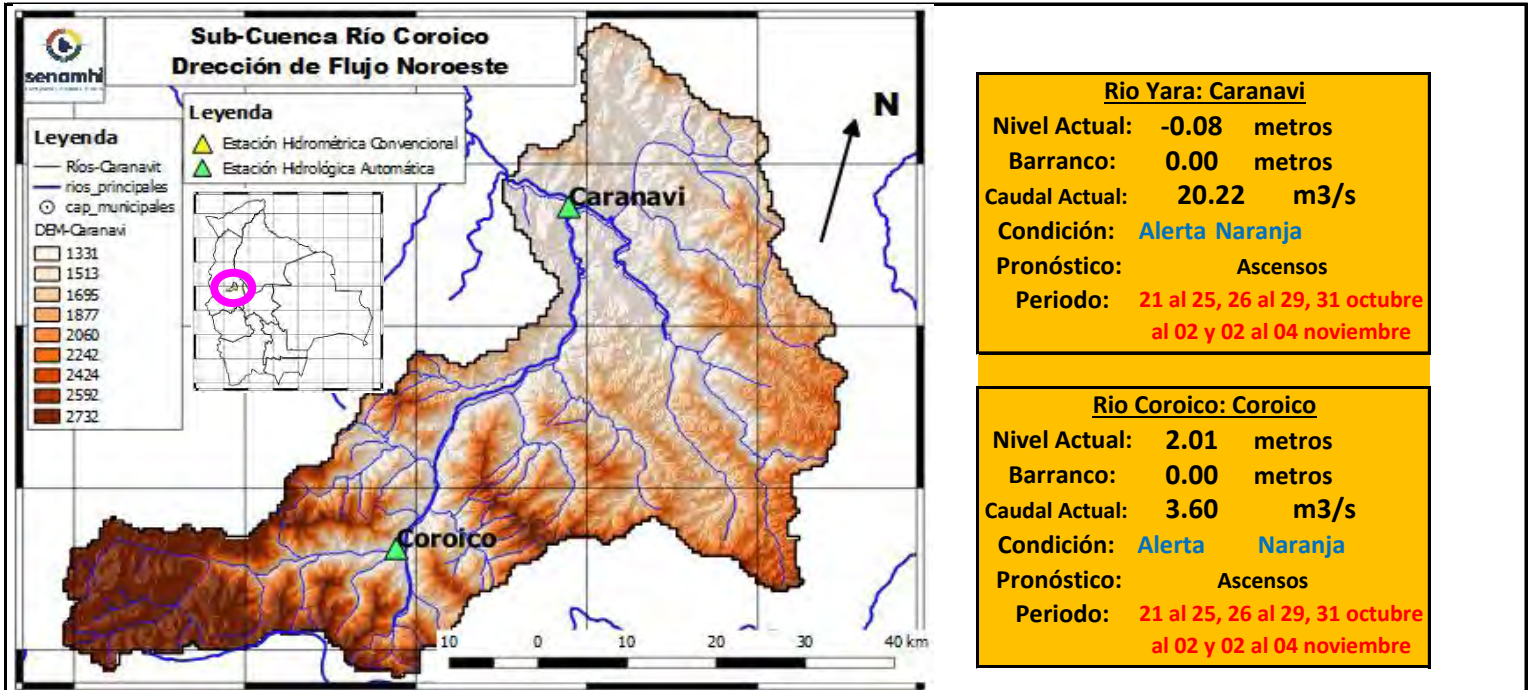 Sub-Cuenca Río Coroico
Drección de Flujo Noroeste
senamhi
Leyenda
Estación Hidrométrica Convencional
Estación Hidrológica Automática
Leyenda
Ríos-Caranavit
rios_principales
cap_municipales
DEM-Caranavi
1331
1513
1695
1877
2060
2242
2424
2592
2732
N
Caranavi
Coroico
10 0 10 20 30 40 km
Rio Yara: Caranavi
Nivel Actual: -0.08 metros
Barranco: 0.00 metros
Caudal Actual: 20.22 m3/s
Condición: Alerta Naranja
Pronóstico: Ascensos
Periodo: 21 al 25, 26 al 29, 31 octubre
al 02 y 02 al 04 noviembre
Rio Coroico: Coroico
Nivel Actual: 2.01 metros
Barranco: 0.00 metros
Caudal Actual: 3.60 m3/s
Condición: Alerta Naranja
Pronóstico: Ascensos
Periodo: 21 al 25, 26 al 29, 31 octubre
al 02 y 02 al 04 noviembre